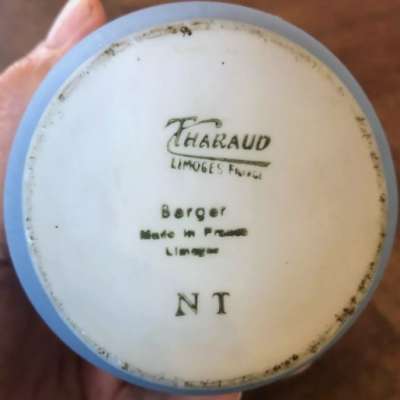 THARAUD
LIMOGES France
Berger
Made in France
Limoges
N T